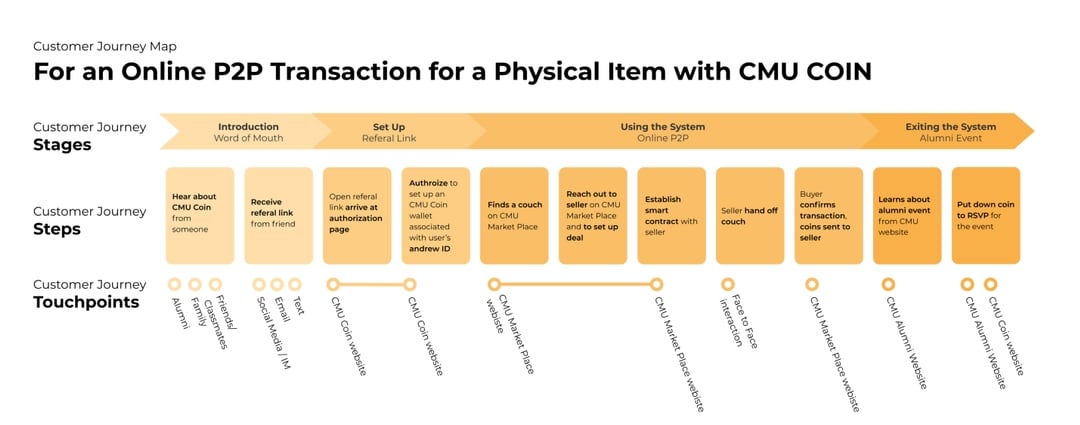 Customer Journey Map
For an Online P2P Transaction for a Physical Item with CMU COIN
Customer Journey
Stages
Introduction
Word of Mouth
Set Up
Referal Link
Using the System
Online P2P
Exiting the System
Alumni Event
Customer Journey
Steps
Hear about
CMU Coin
from
someone
Receive
referal link
from friend
Open referal
link arrive at
authorization
page
Authroize to
set up an
CMU Coin
wallet
associated
with user's
andrew ID
Finds a couch
on CMU
Market Place
Reach out to
seller on CMU
Market Place
and to set up
deal
Establish
smart
contract with
seller
Seller hand off
couch
Buyer
confirms
transaction,
coins sent to
seller
Learns about
alumni event
from CMU
website
Put down coin
to RSVP for
the event
Customer Journey
Touchpoints
Alumni
Family
Friends/
Classmates
Social Media / IM
Email
Text
CMU Coin website
CMU Coin website
CMU Market Place
webiste
CMU Market Place webiste
Face to Face
interaction
CMU Market Place webiste
CMU Alumni Website
CMU Alumni Website
CMU Coin website